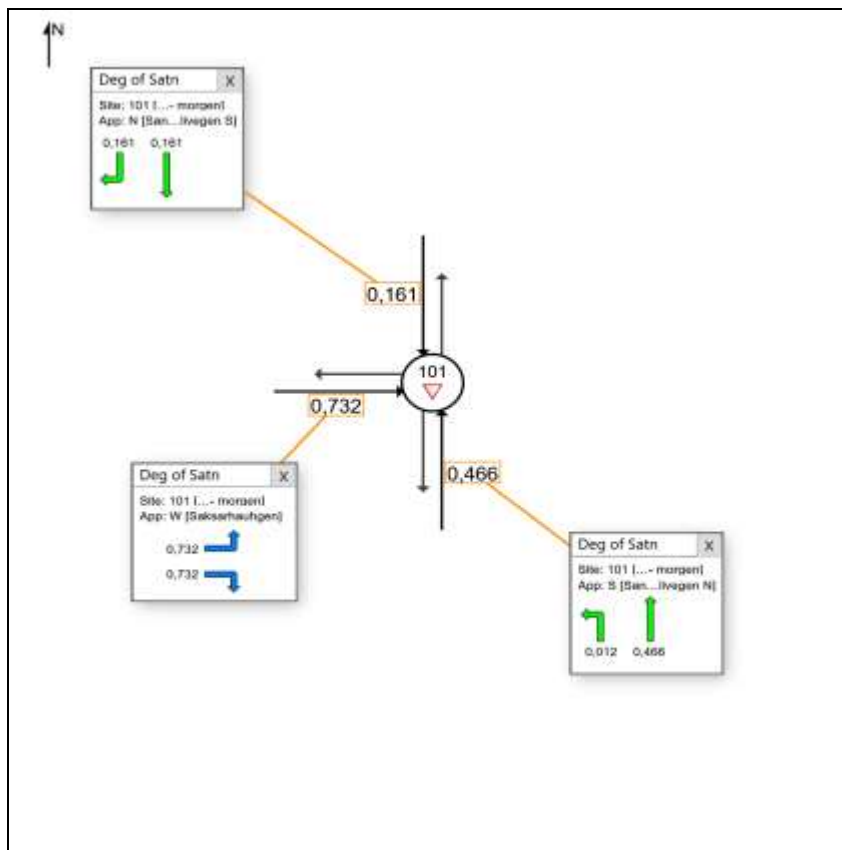 N
Deg of Satn X
Site: 101 [...- morgen]
App: N [San...livegen S]
0,161 0,161
0,161
101
0,732
Deg of Satn X
Site: 101 [...- morgen]
App: W [Saksarhauhgen]
0,732
0,732
0,466
Deg of Satn X
Site: 101 [...- morgen]
App: S [San...livegen N]
0,012 0,466